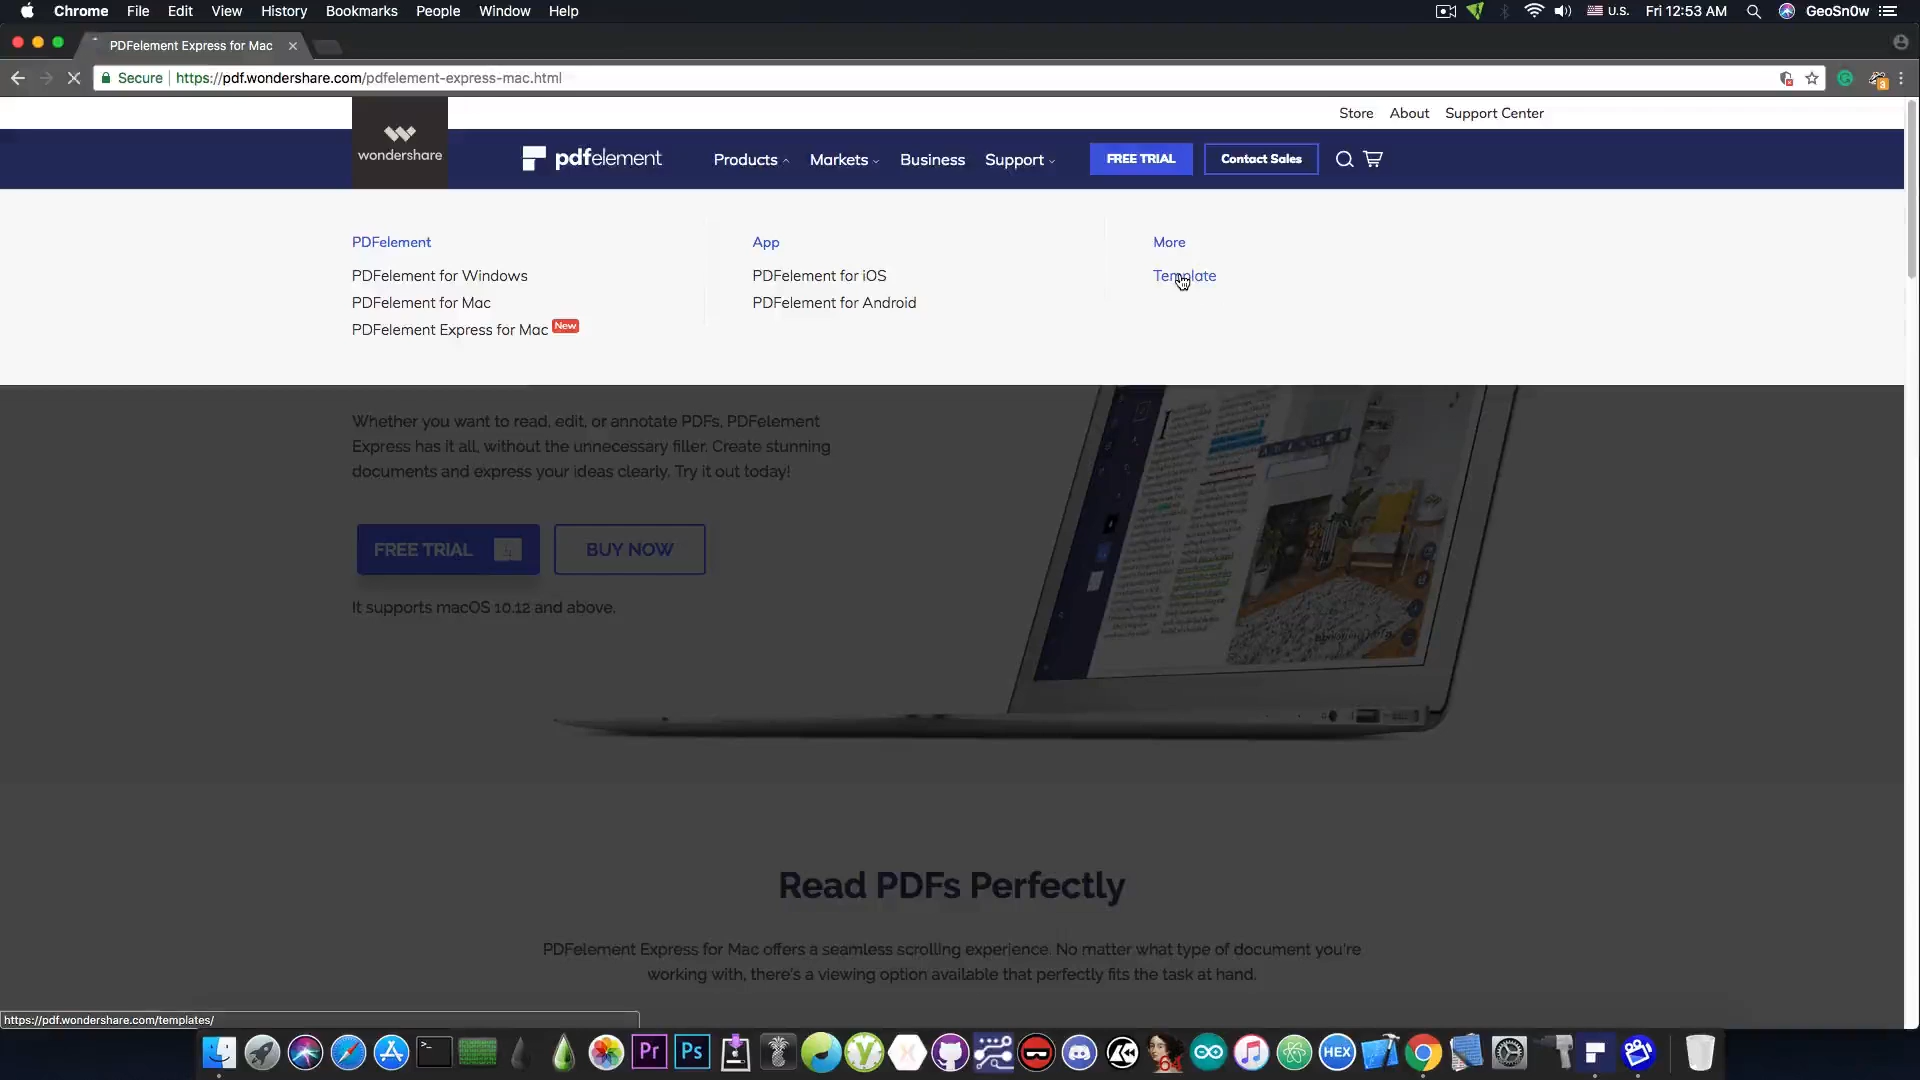 Chrome File Edit View History Bookmarks People Window Help U.S. Fri 12:53 AM GeoSn0w
PDFelement Express for Mac
Secure https://pdf.wondershare.com/pdfelement-express-mac.html
Store About Support Center
wondershare
pdfelement Products Markets Business Support FREE TRIAL Contact Sales
PDFelement App More
PDFelement for Windows PDFelement for iOS Template
PDFelement for Mac PDFelement for Android
PDFelement Express for Mac New
Whether you want to read, edit, or annotate PDFs, PDFelement
Express has it all, without the unnecessary filler. Create stunning
documents and express your ideas clearly. Try it out today!
FREE TRIAL BUY NOW
It supports macOS 10.12 and above.
Read PDFs Perfectly
PDFelement Express for Mac offers a seamless scrolling experience. No matter what type of document you're
working with, there's a viewing option available that perfectly fits the task at hand.
https://pdf.wondershare.com/templates/
Pr Ps 64 HEX